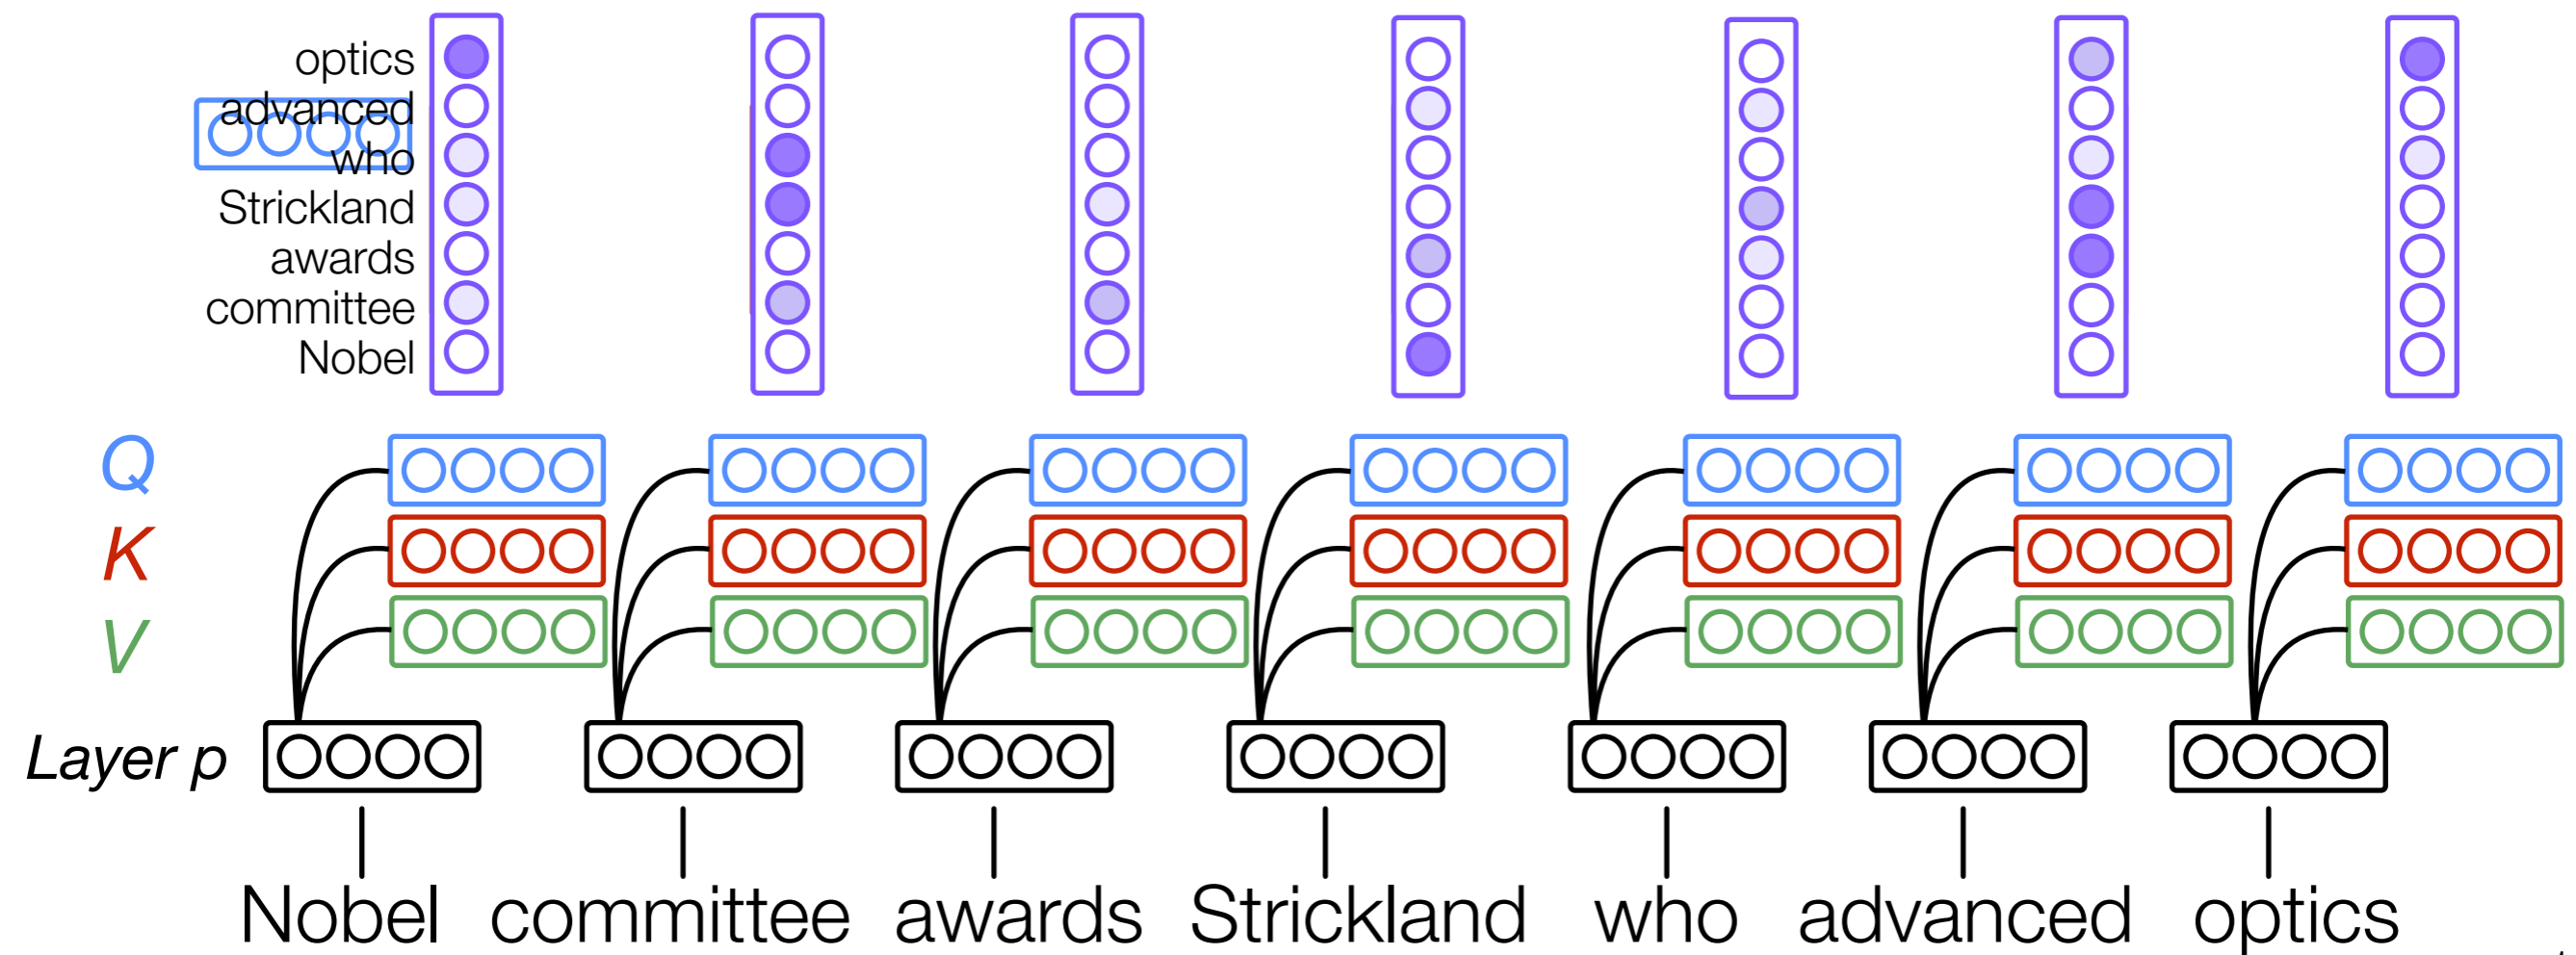 optics
advanced
who
Strickland
awards
committee
Nobel
Q
K
V
Layer p
Nobel committee awards Strickland who advanced optics